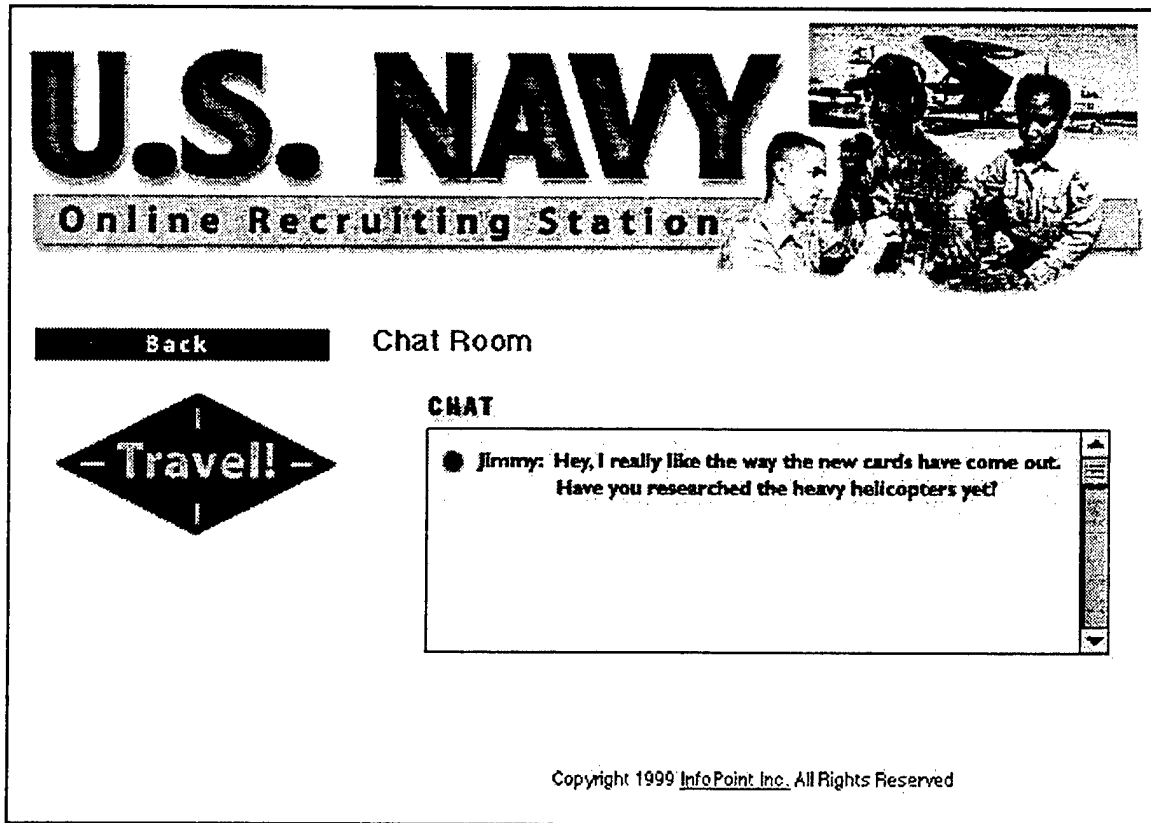 U.S. NAVY
Online Recruiting Station
Back
Chat Room
Travel!
CHAT
Jimmy: Hey, I really like the way the new cards have come out.
Have you researched the heavy helicopters yet?
Copyright 1999 InfoPoint Inc. All Rights Reserved